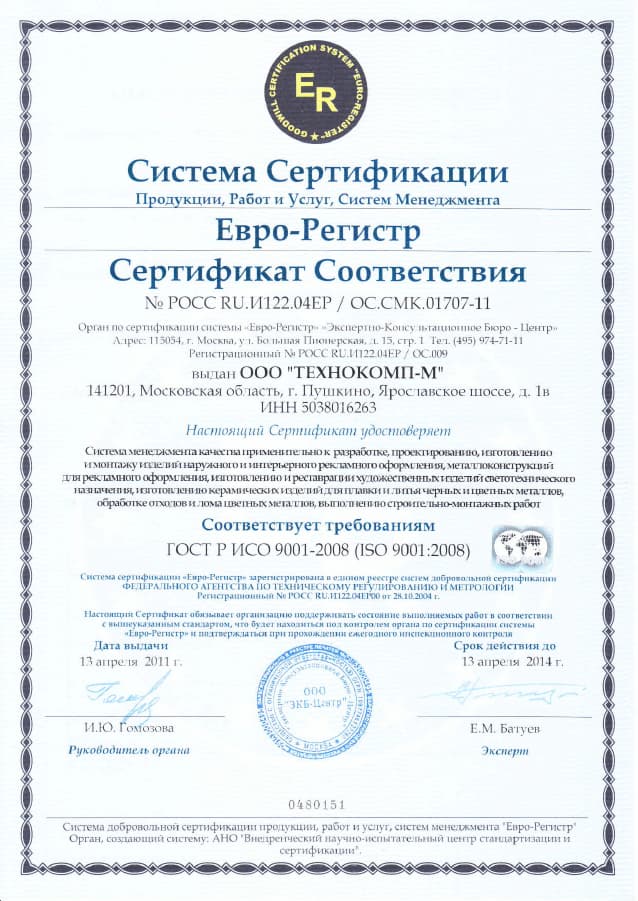 GOODWILL CERTIFICATION SYSTEM "EURO-REGISTER"
ER
Система Сертификации
Продукции, Работ и Услуг, Систем Менеджмента
Евро-Регистр
Сертификат Соответствия
№ РОСС RU.И122.04ЕР / ОС.СМК.01707-11
Орган по сертификации системы «Евро-Регистр» «Экспертно-Консультационное Бюро - Центр»
Адрес: 115054, г. Москва, ул. Большая Пионерская, д. 15, стр. 1 Тел. (495) 974-71-11
Регистрационный № РОСС RU.И122.04ЕР / ОС.009
выдан ООО "ТЕХНОКОМП-М"
141201, Московская область, г. Пушкино, Ярославское шоссе, д. 1в
ИНН 5038016263
Настоящий Сертификат удостоверяет
Система менеджмента качества применительно к разработке, проектированию, изготовлению
и монтажу изделий наружного и интерьерного рекламного оформления, металлоконструкций
для рекламного оформления, изготовлению и реставрации художественных изделий светотехнического
назначения, изготовлению керамических изделий для плавки и литья черных и цветных металлов,
обработке отходов и лома цветных металлов, выполнению строительно-монтажных работ
Соответствует требованиям
ГОСТ Р ИСО 9001-2008 (ISO 9001:2008)
Система сертификации «Евро-Регистр» зарегистрирована в едином реестре систем добровольной сертификации
ФЕДЕРАЛЬНОГО АГЕНТСТВА ПО ТЕХНИЧЕСКОМУ РЕГУЛИРОВАНИЮ И МЕТРОЛОГИИ
Регистрационный № РОСС RU.И122.04ЕР00 от 28.10.2004 г.
Настоящий Сертификат обязывает организацию поддерживать состояние выполняемых работ в соответствии
с вышеуказанным стандартом, что будет находиться под контролем органа по сертификации системы
«Евро-Регистр» и подтверждаться при прохождении ежегодного инспекционного контроля
Дата выдачи
Срок действия до
13 апреля 2011 г.
13 апреля 2014 г.
ООО
"ЭКБ-Центр"
МОСКВА
И.Ю. Гомозова
Е.М. Батуев
Руководитель органа
Эксперт
0480151
Система добровольной сертификации продукции, работ и услуг, систем менеджмента "Евро-Регистр"
Орган, создающий систему: АНО "Внедренческий научно-испытательный центр стандартизации и
сертификации".